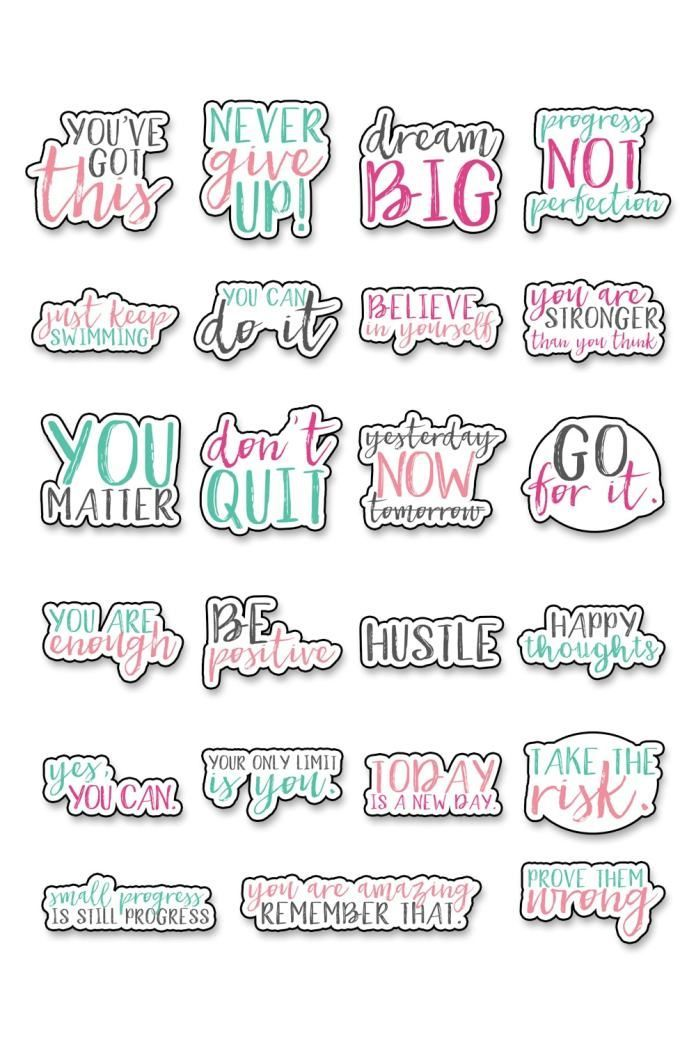 YOU'VE
GOT
this
NEVER
give
UP!
dream
BIG
progress
NOT
perfection
just keep
SWIMMING
YOU CAN
do it
BELIEVE
in yourself
you are
STRONGER
than you think
YOU
MATTER
don't
QUIT
yesterday
NOW
tomorrow
GO
for it.
YOU ARE
enough
BE
positive
HUSTLE
HAPPY
thoughts
yes,
YOU CAN.
YOUR ONLY LIMIT
is you.
TODAY
IS A NEW DAY.
TAKE THE
risk.
small progress
IS STILL PROGRESS
you are amazing
REMEMBER THAT.
PROVE THEM
wrong